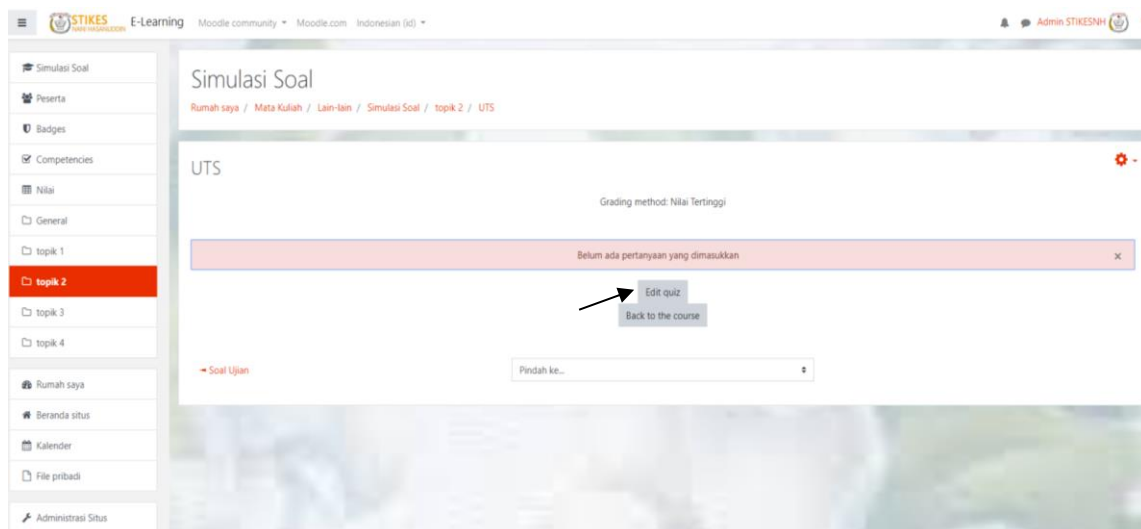 STIKES
NANI HASANUDDIN
E-Learning Moodle community Moodle.com Indonesian (id)
Admin STIKESNH
Simulasi Soal
Peserta
Badges
Competencies
Nilai
General
topik 1
topik 2
topik 3
topik 4
Rumah saya
Beranda situs
Kalender
File pribadi
Administrasi Situs
Simulasi Soal
Rumah saya / Mata Kuliah / Lain-lain / Simulasi Soal / topik 2 / UTS
UTS
Grading method: Nilai Tertinggi
Belum ada pertanyaan yang dimasukkan ×
Edit quiz
Back to the course
Soal Ujian
Pindah ke...